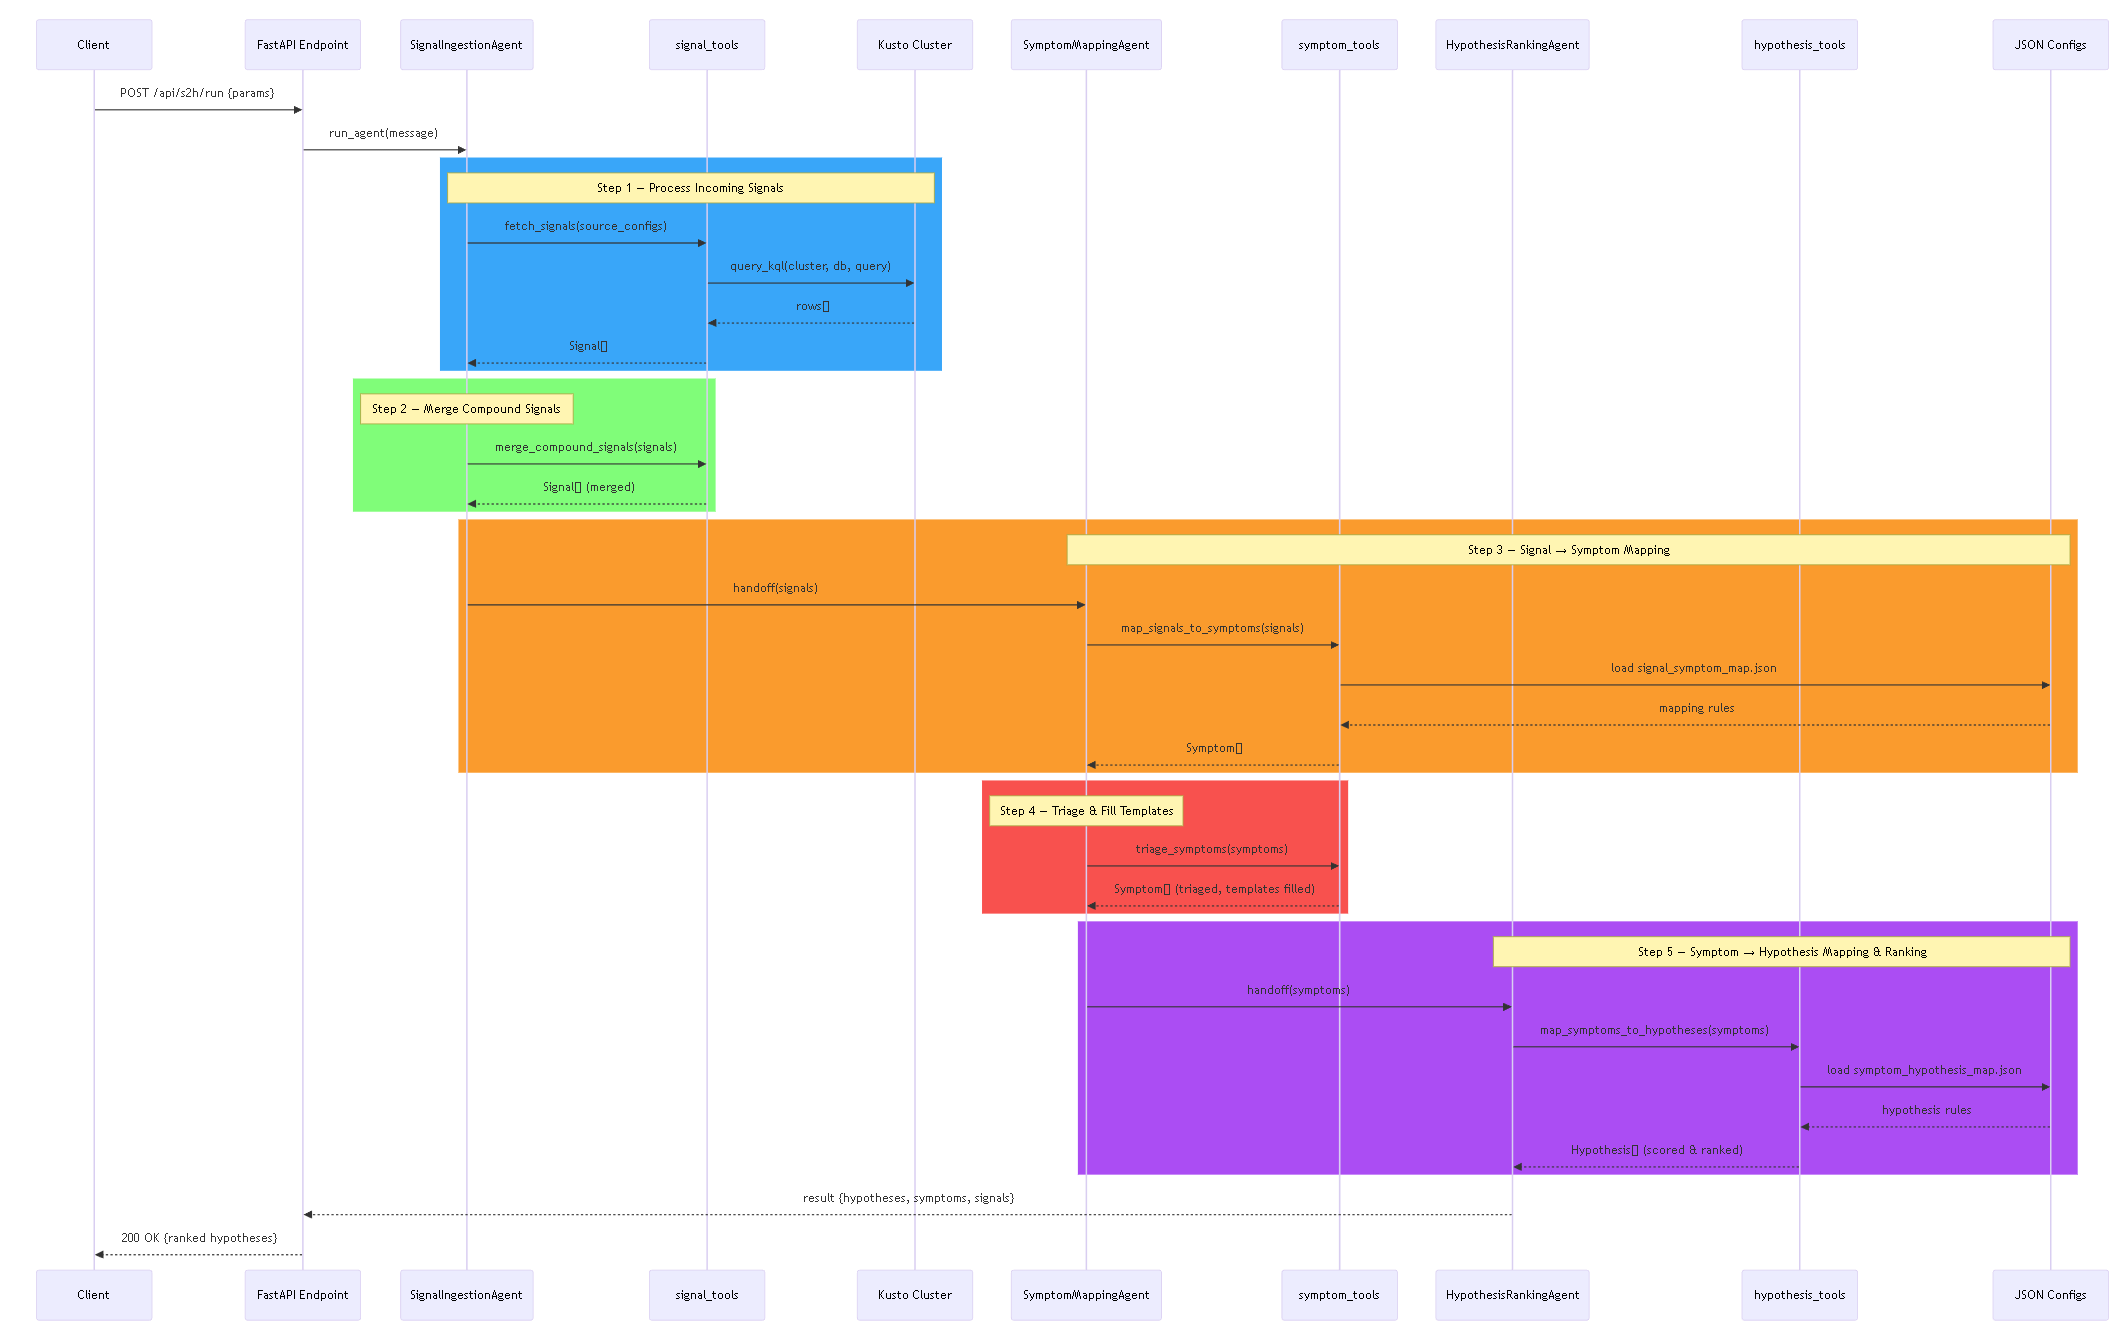 Client
FastAPI Endpoint
SignalIngestionAgent
signal_tools
Kusto Cluster
SymptomMappingAgent
symptom_tools
HypothesisRankingAgent
hypothesis_tools
JSON Configs
POST /api/s2h/run {params}
run_agent(message)
Step 1 – Process Incoming Signals
fetch_signals(source_configs)
query_kql(cluster, db, query)
rows[]
Signal[]
Step 2 – Merge Compound Signals
merge_compound_signals(signals)
Signal[] (merged)
Step 3 – Signal → Symptom Mapping
handoff(signals)
map_signals_to_symptoms(signals)
load signal_symptom_map.json
mapping rules
Symptom[]
Step 4 – Triage & Fill Templates
triage_symptoms(symptoms)
Symptom[] (triaged, templates filled)
Step 5 – Symptom → Hypothesis Mapping & Ranking
handoff(symptoms)
map_symptoms_to_hypotheses(symptoms)
load symptom_hypothesis_map.json
hypothesis rules
Hypothesis[] (scored & ranked)
result {hypotheses, symptoms, signals}
200 OK {ranked hypotheses}
Client
FastAPI Endpoint
SignalIngestionAgent
signal_tools
Kusto Cluster
SymptomMappingAgent
symptom_tools
HypothesisRankingAgent
hypothesis_tools
JSON Configs